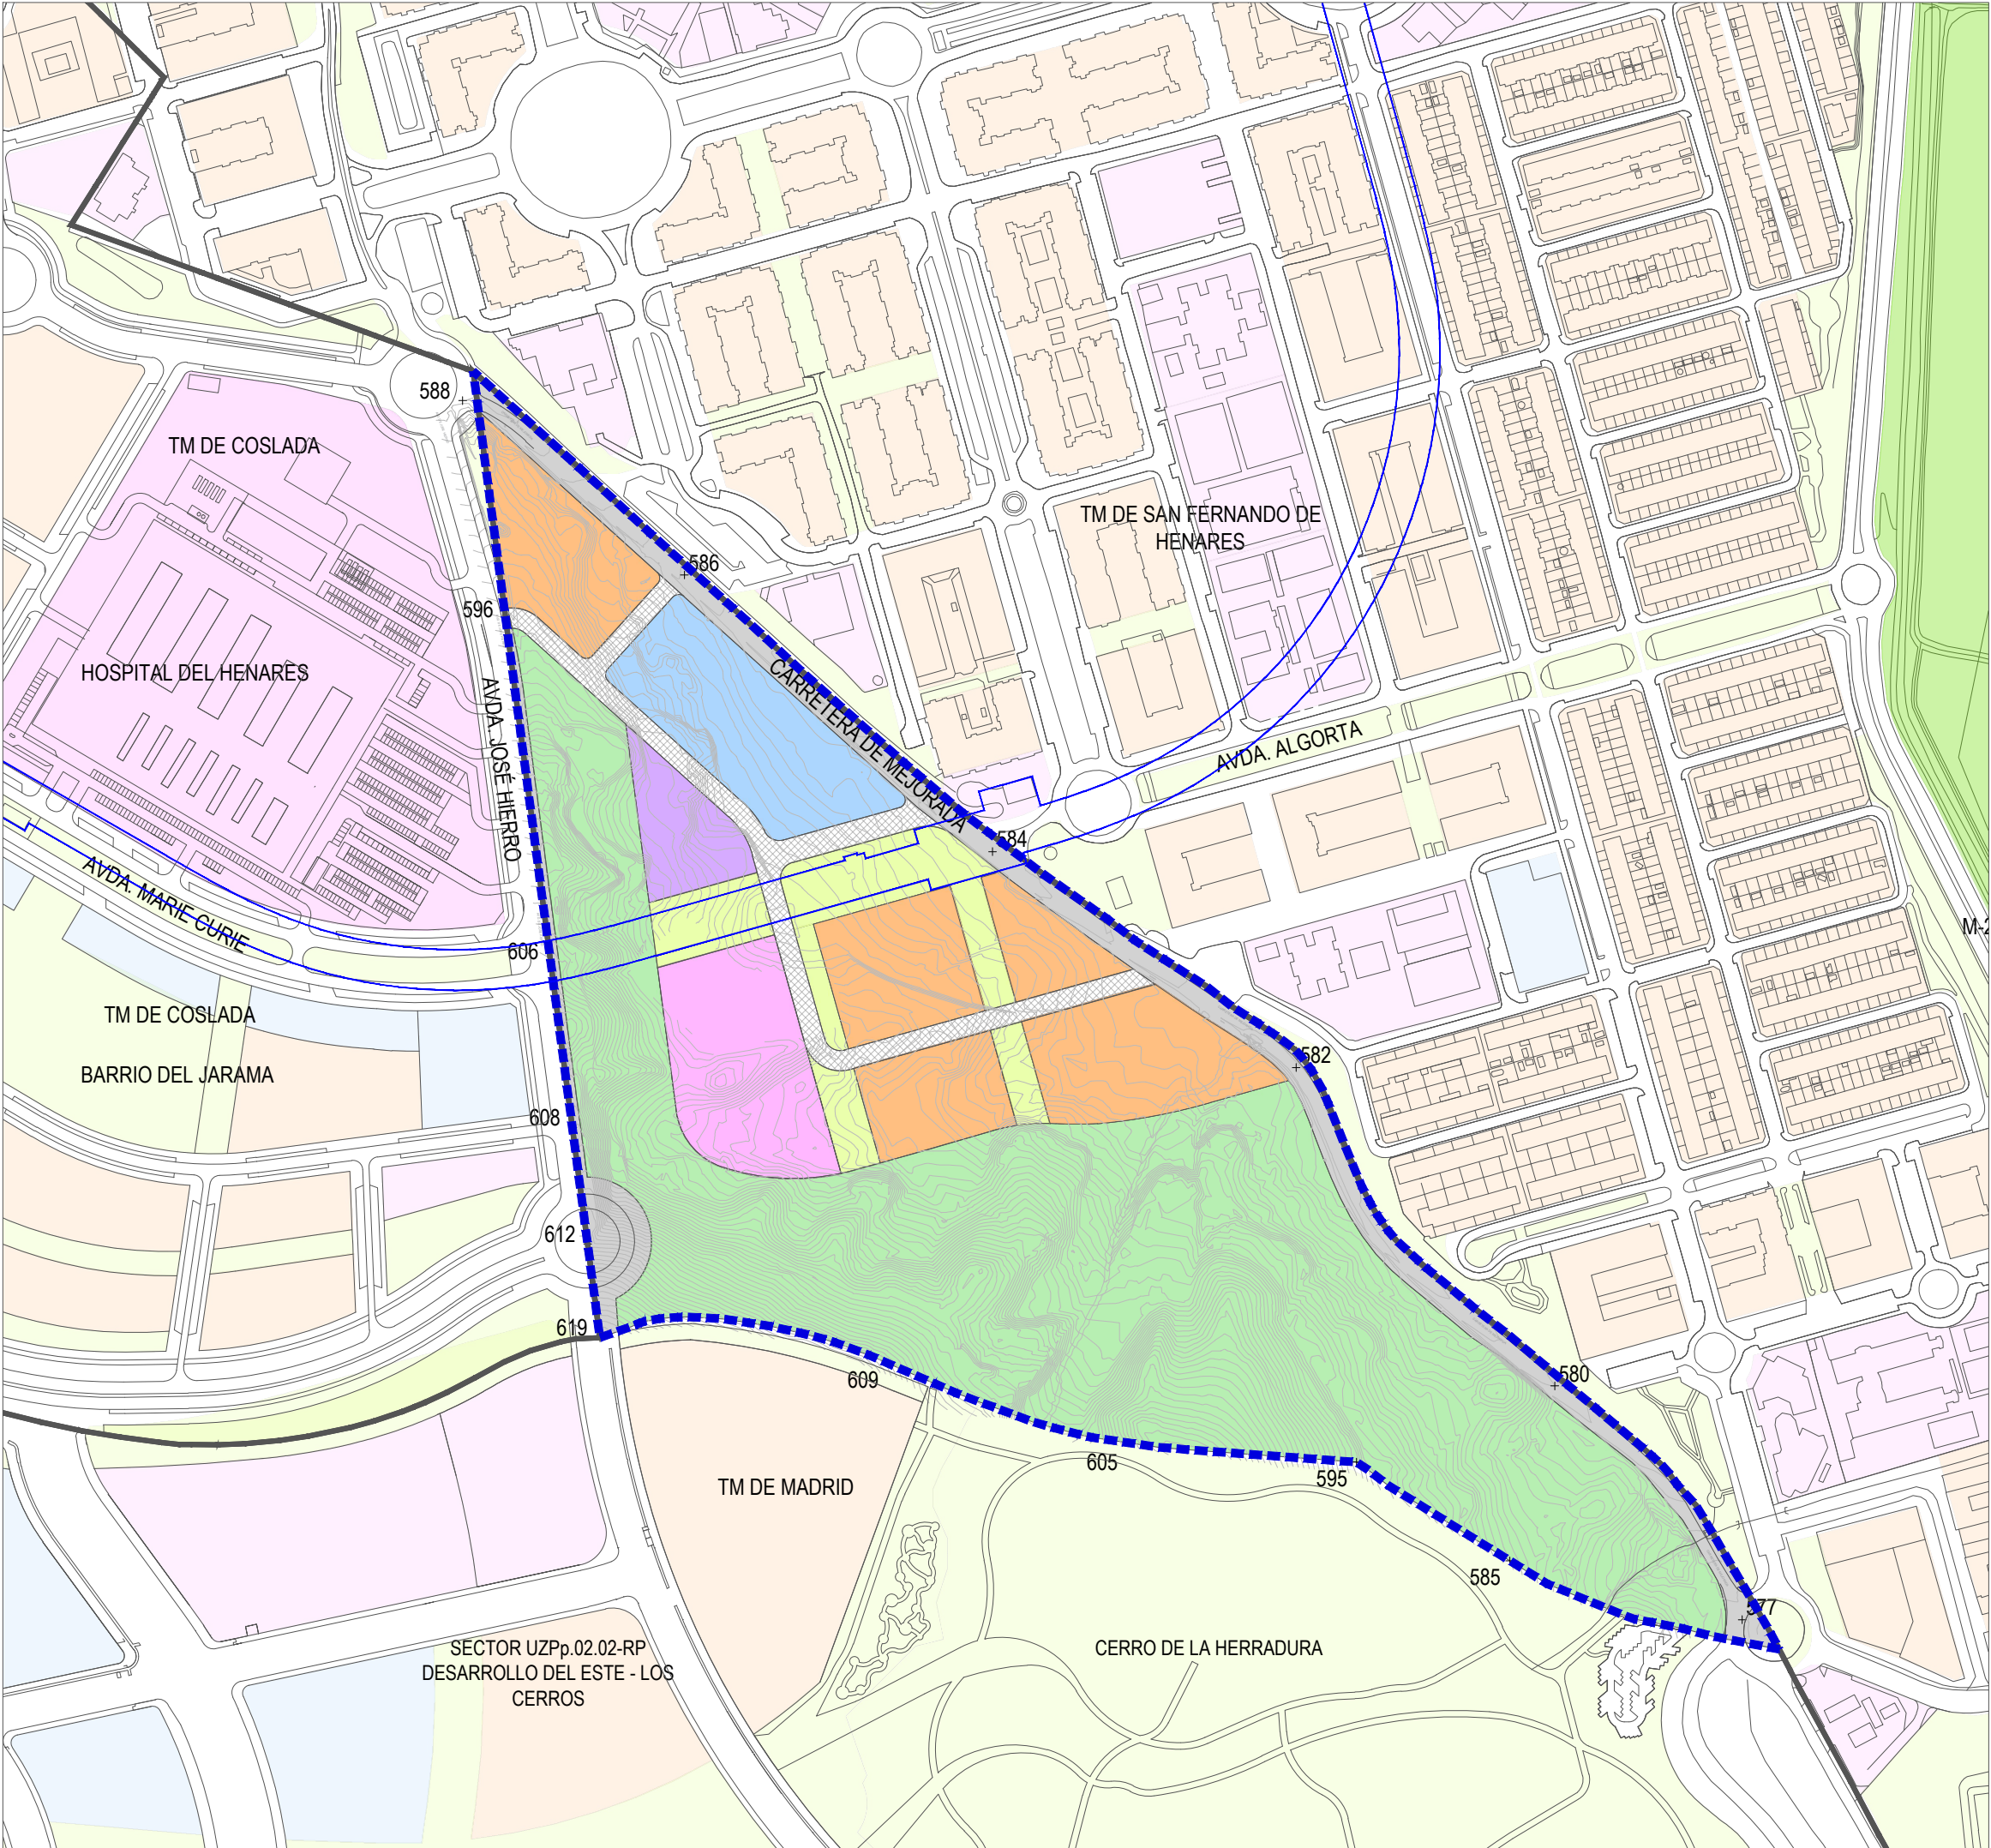 588
TM DE COSLADA
TM DE SAN FERNANDO DE
HENARES
586
596
HOSPITAL DEL HENARES
AVDA. JOSÉ HIERRO
CARRETERA DE MEJORADA
AVDA. ALGORTA
584
AVDA. MARIE CURIE
606
M-2
TM DE COSLADA
582
BARRIO DEL JARAMA
608
612
619
609
580
605
595
TM DE MADRID
585
577
SECTOR UZPp.02.02-RP
DESARROLLO DEL ESTE - LOS
CERROS
CERRO DE LA HERRADURA